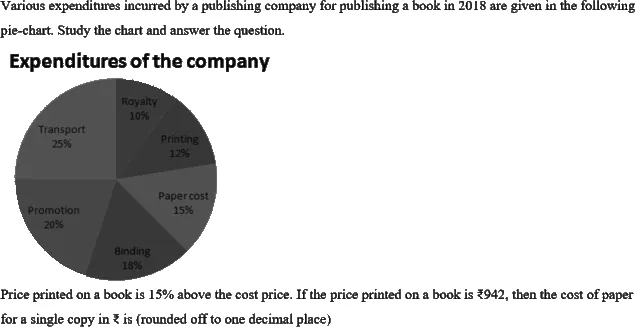 Various expenditures incurred by a publishing company for publishing a book in 2018 are given in the following
pie-chart. Study the chart and answer the question.
Expenditures of the company
Royalty
10%
Printing
12%
Paper cost
15%
Binding
18%
Promotion
20%
Transport
25%
Price printed on a book is 15% above the cost price. If the price printed on a book is ₹942, then the cost of paper
for a single copy in ₹ is (rounded off to one decimal place)